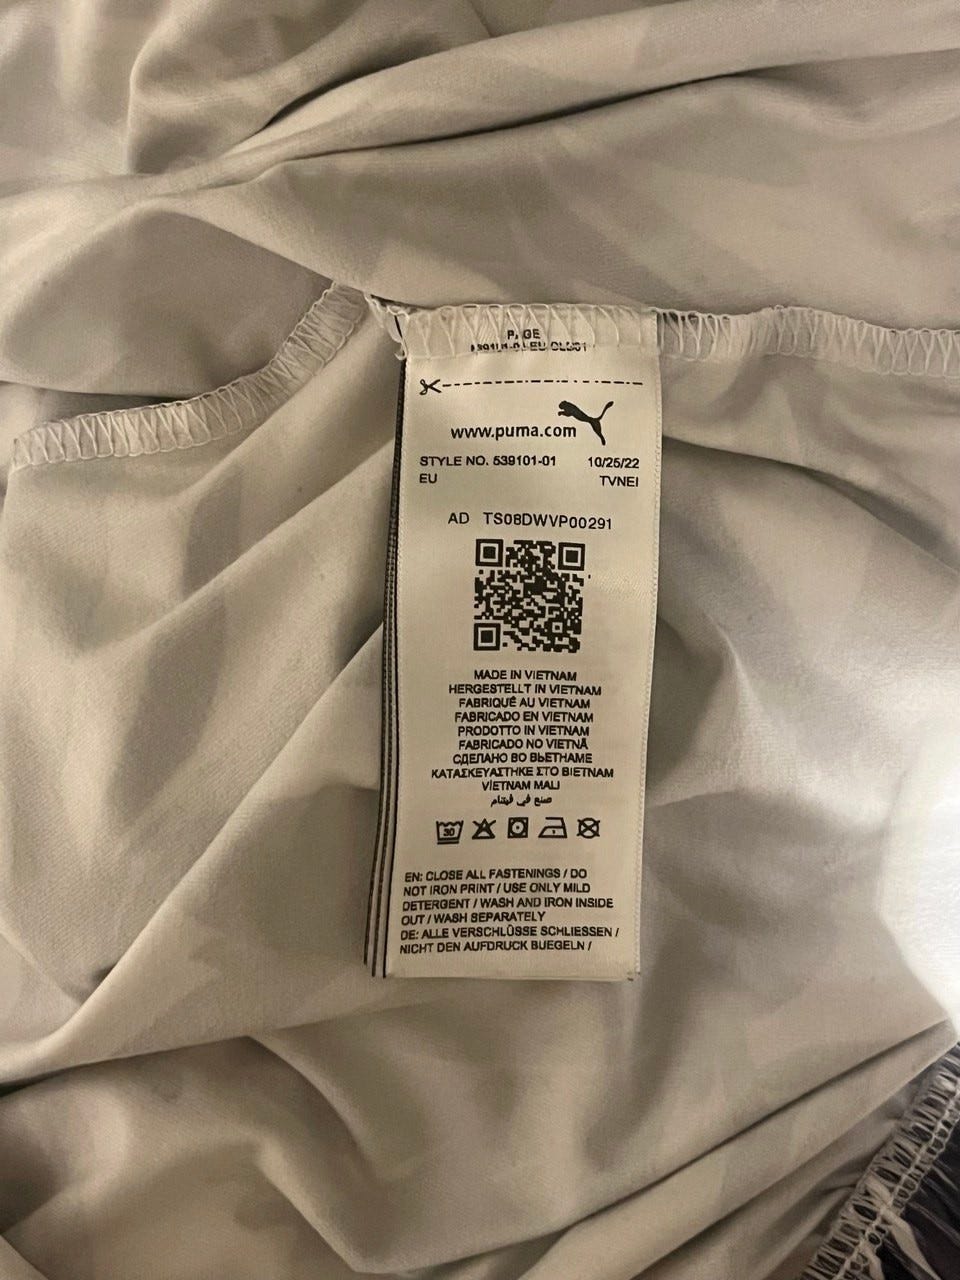 www.puma.com
STYLE NO. 539101-01 10/25/22
EU TVNEI
AD TS08DWVP00291
MADE IN VIETNAM
HERGESTELLT IN VIETNAM
FABRIQUÉ AU VIETNAM
FABRICADO EN VIETNAM
PRODOTTO IN VIETNAM
FABRICADO NO VIETNÃ
СДЕЛАНО ВО ВЬЕТНАМЕ
ΚΑΤΑΣΚΕΥΑΣΤΗΚΕ ΣΤΟ ΒΙΕΤΝΑΜ
VİETNAM MALI
صنع في فيتنام
30
EN: CLOSE ALL FASTENINGS / DO
NOT IRON PRINT / USE ONLY MILD
DETERGENT / WASH AND IRON INSIDE
OUT / WASH SEPARATELY
DE: ALLE VERSCHLÜSSE SCHLIESSEN /
NICHT DEN AUFDRUCK BUEGELN /